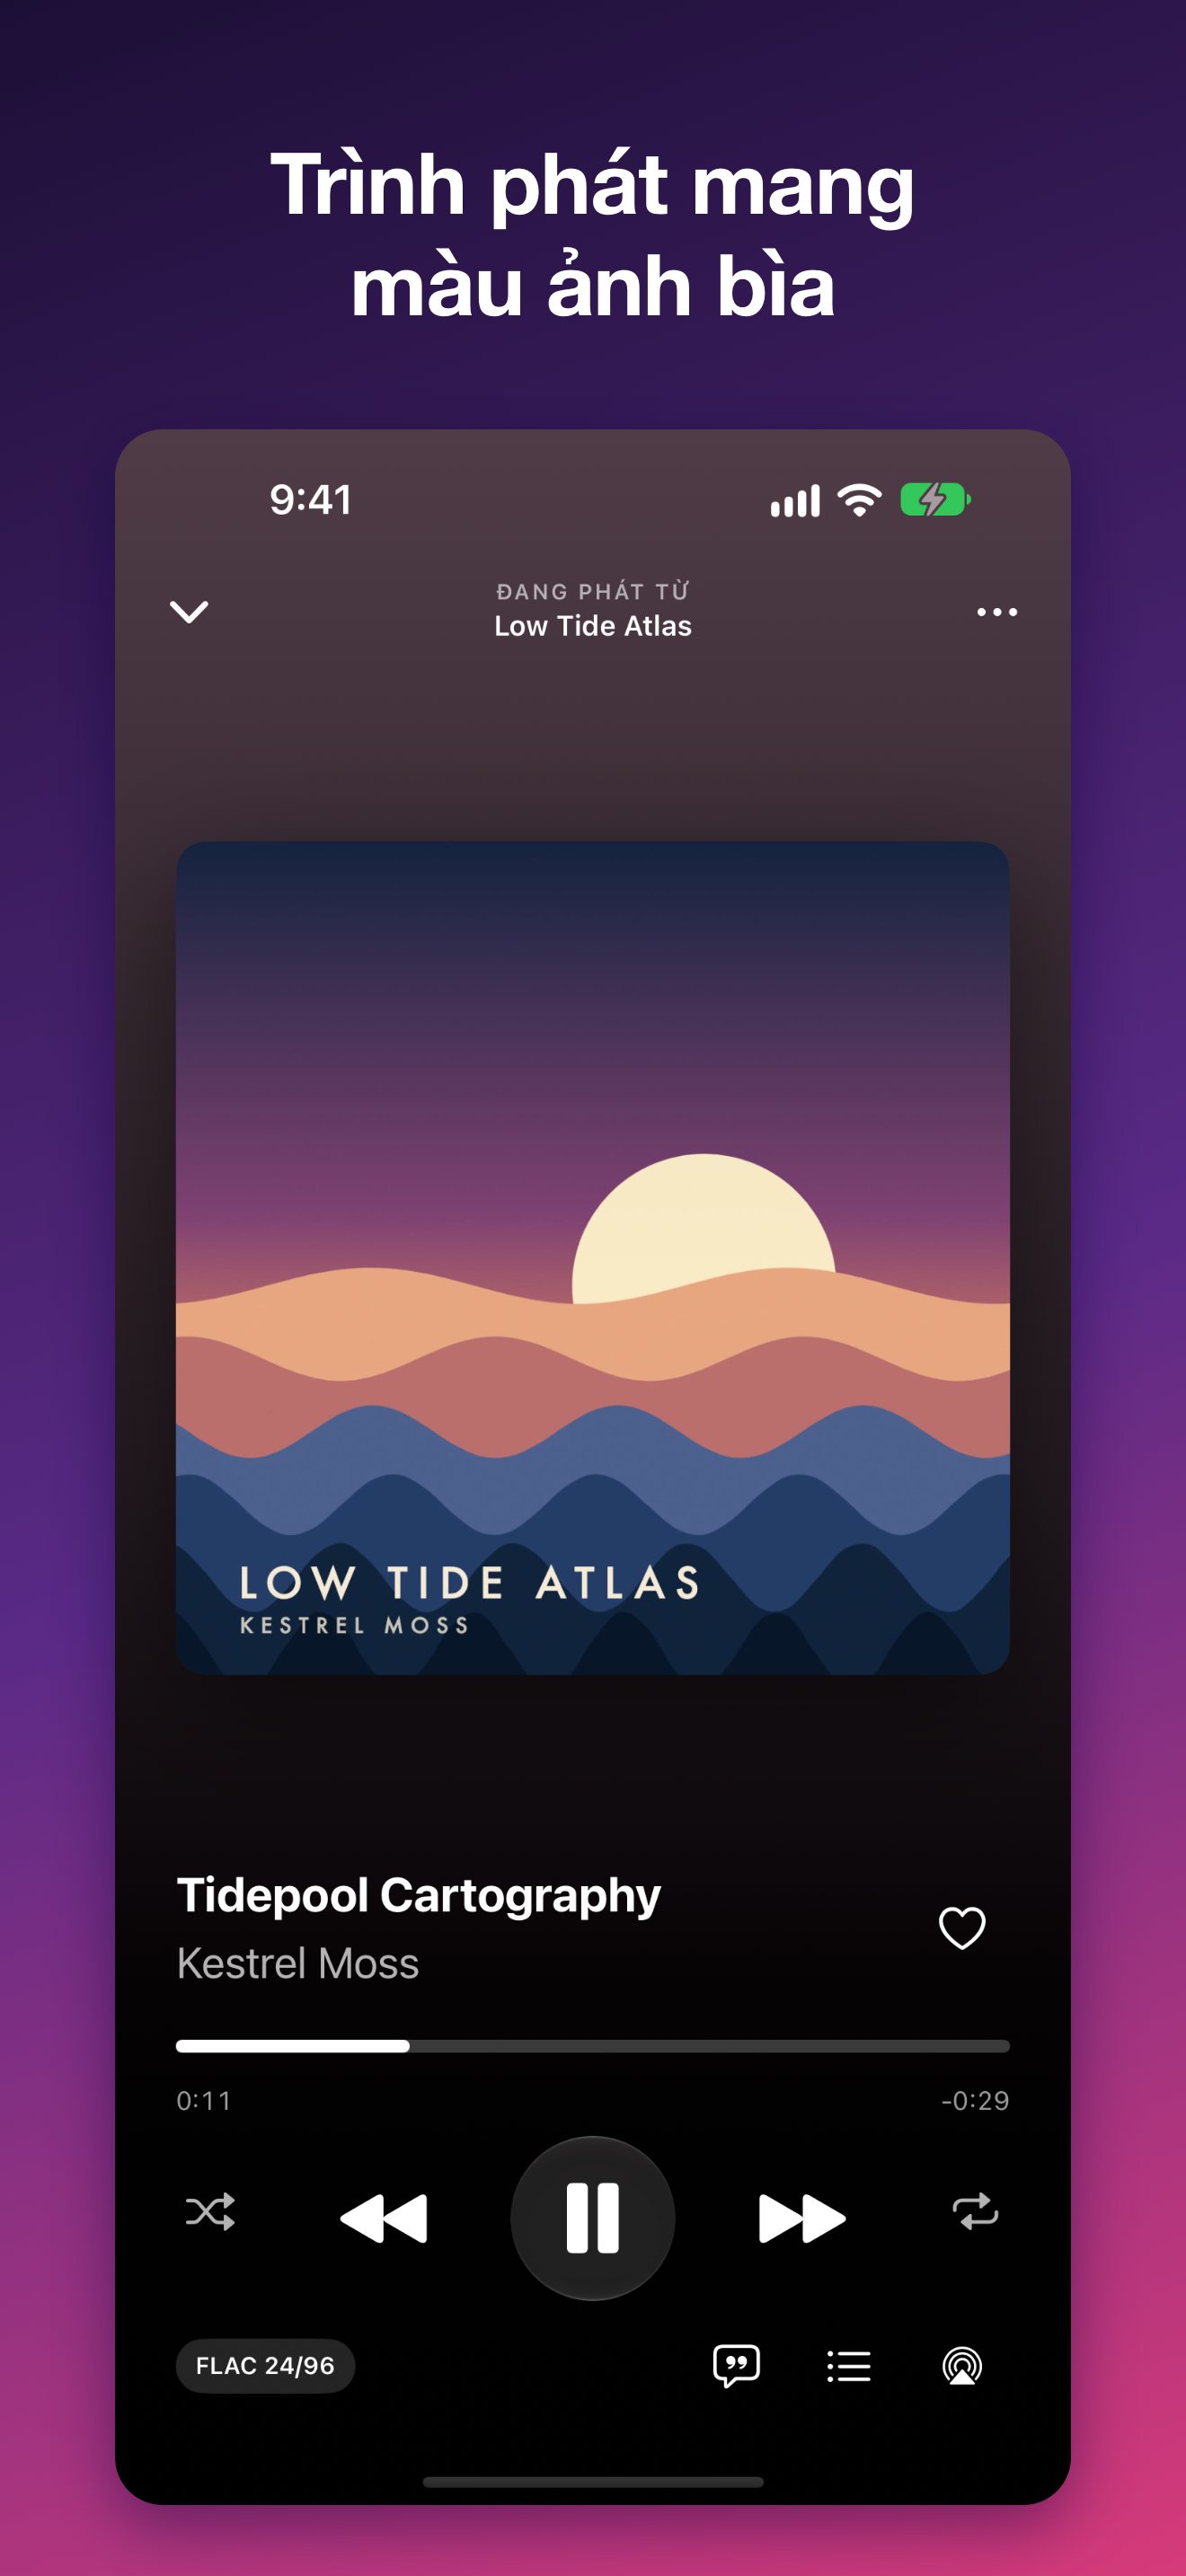 Trình phát mang
màu ảnh bìa
9:41
ĐANG PHÁT TỪ
Low Tide Atlas
LOW TIDE ATLAS
KESTREL MOSS
Tidepool Cartography
Kestrel Moss
0:11
-0:29
FLAC 24/96